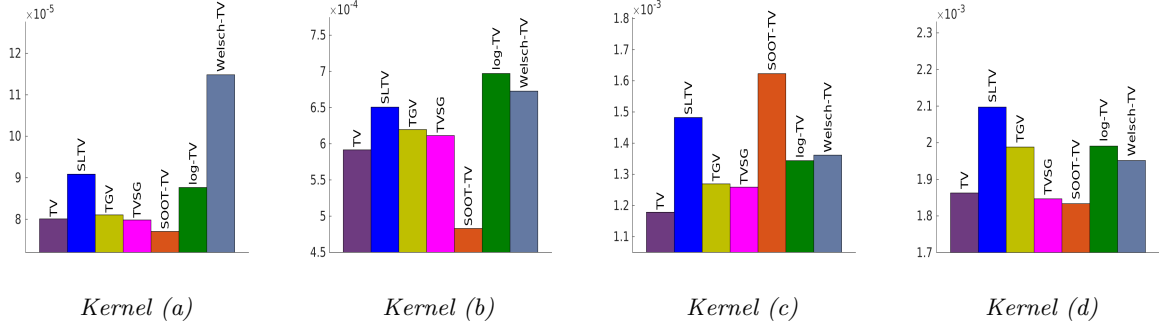 ×10⁻⁵
12
11
10
9
8
TV
SLTV
TGV
TVSG
SOOT-TV
log-TV
Welsch-TV
Kernel (a)
×10⁻⁴
7.5
7
6.5
6
5.5
5
4.5
TV
SLTV
TGV
TVSG
SOOT-TV
log-TV
Welsch-TV
Kernel (b)
×10⁻³
1.8
1.7
1.6
1.5
1.4
1.3
1.2
1.1
TV
SLTV
TGV
TVSG
SOOT-TV
log-TV
Welsch-TV
Kernel (c)
×10⁻³
2.3
2.2
2.1
2
1.9
1.8
1.7
TV
SLTV
TGV
TVSG
SOOT-TV
log-TV
Welsch-TV
Kernel (d)